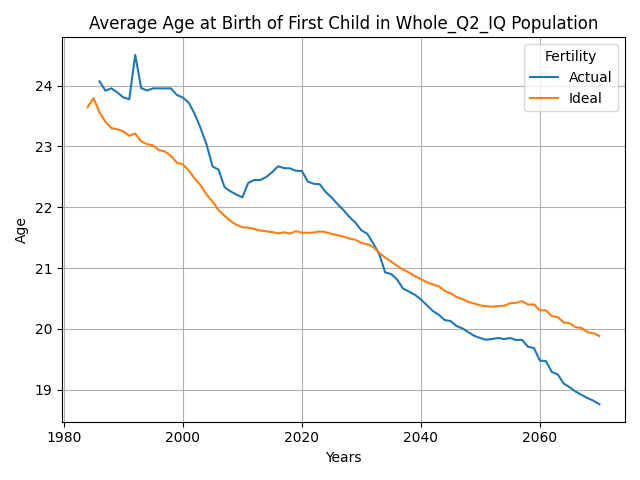 Average Age at Birth of First Child in Whole_Q2_IQ Population
Fertility
Actual
Ideal
24
23
22
21
20
19
Age
1980
2000
2020
2040
2060
Years